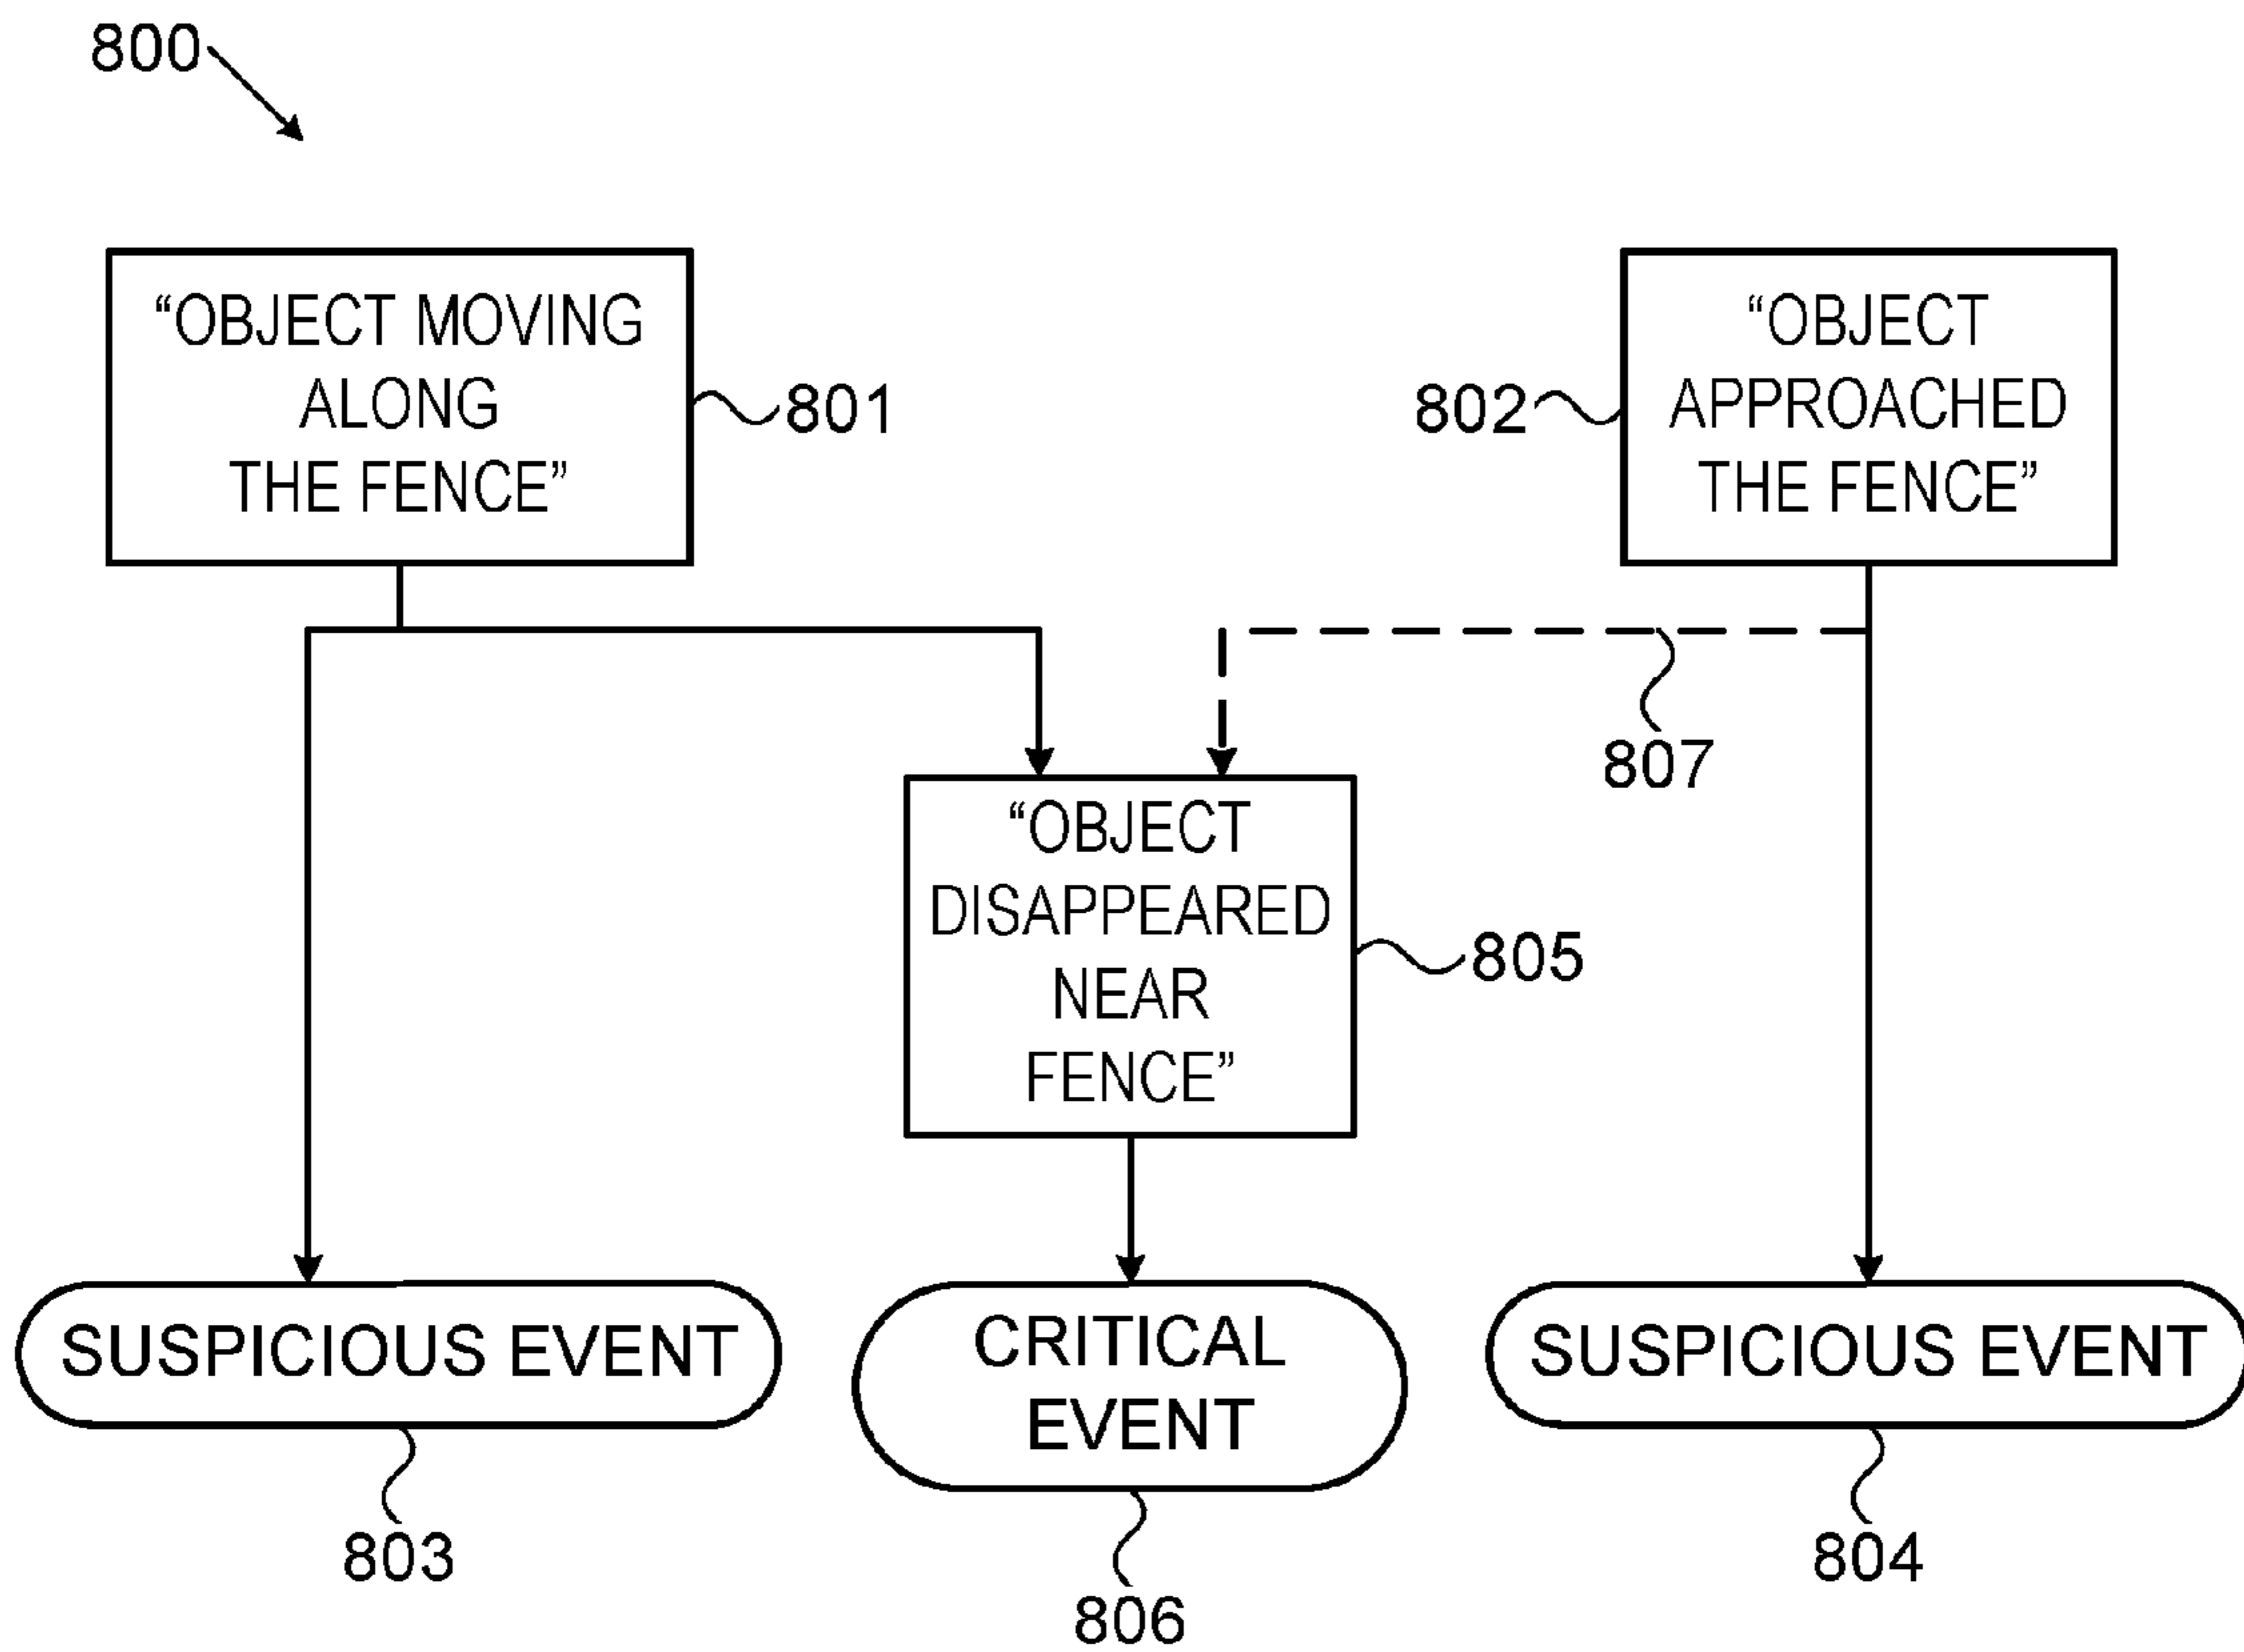 800
“OBJECT MOVING
ALONG
THE FENCE”
801
802
“OBJECT
APPROACHED
THE FENCE”
807
“OBJECT
DISAPPEARED
NEAR
FENCE”
805
SUSPICIOUS EVENT
803
CRITICAL
EVENT
806
SUSPICIOUS EVENT
804